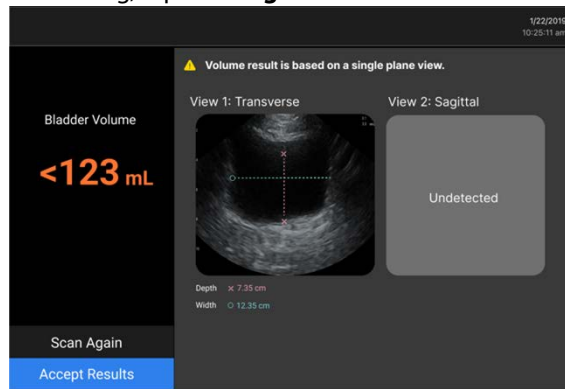 1/22/2019
10:25:11 am
Volume result is based on a single plane view.
Bladder Volume
<123 mL
View 1: Transverse
View 2: Sagittal
Undetected
Depth × 7.35 cm
Width ○ 12.35 cm
Scan Again
Accept Results